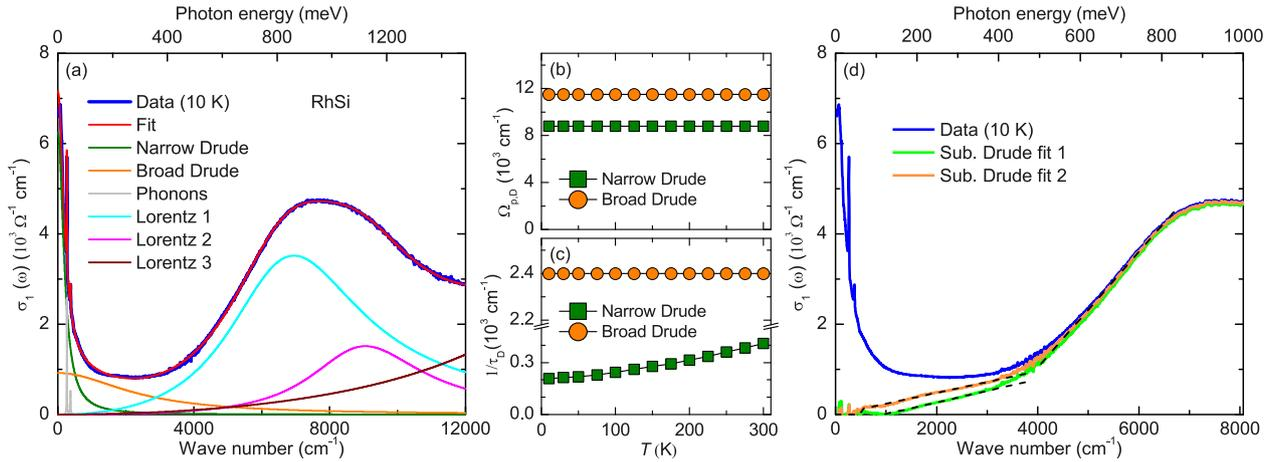 Photon energy (meV)
0 400 800 1200
(a)
Data (10 K)
RhSi
Fit
Narrow Drude
Broad Drude
Phonons
Lorentz 1
Lorentz 2
Lorentz 3
σ₁ (ω) (10³ Ω⁻¹ cm⁻¹)
8
6
4
2
0
0 4000 8000 12000
Wave number (cm⁻¹)
(b)
Ω_p,D (10³ cm⁻¹)
12
8
4
0
Narrow Drude
Broad Drude
(c)
1/τ_D (10³ cm⁻¹)
2.4
2.2
0.3
0.0
Narrow Drude
Broad Drude
0 50 100 150 200 250 300
T (K)
Photon energy (meV)
0 200 400 600 800 1000
(d)
Data (10 K)
Sub. Drude fit 1
Sub. Drude fit 2
σ₁ (ω) (10³ Ω⁻¹ cm⁻¹)
8
6
4
2
0
0 2000 4000 6000 8000
Wave number (cm⁻¹)